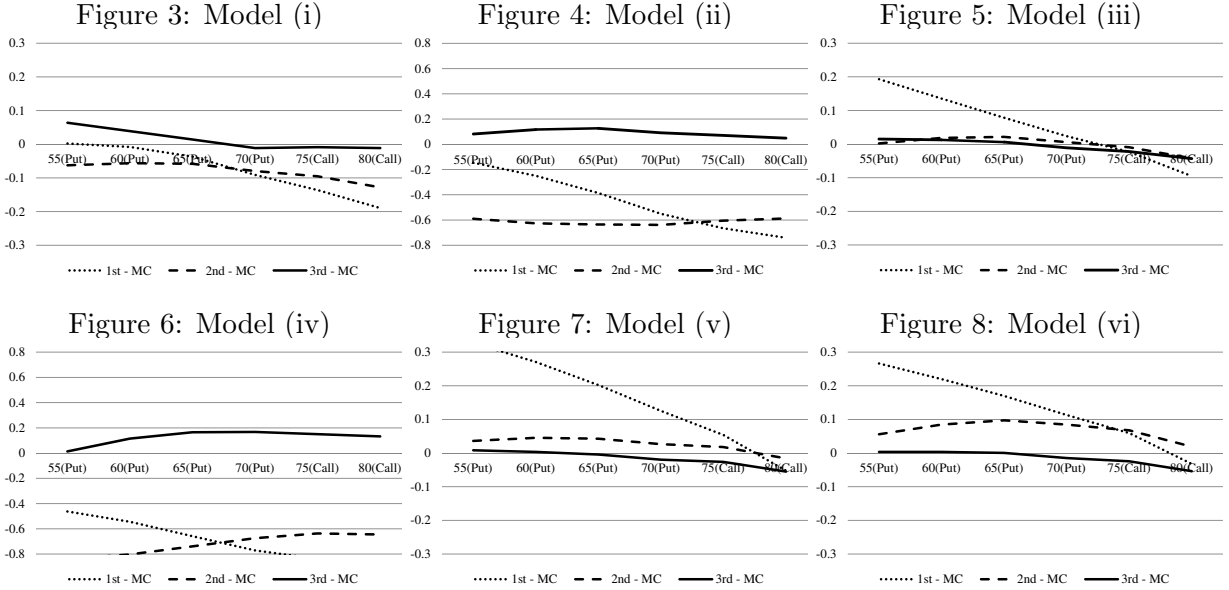 Figure 3: Model (i)
0.3
0.2
0.1
0
-0.1
-0.2
-0.3
55(Put) 60(Put) 65(Put) 70(Put) 75(Call) 80(Call)
1st - MC 2nd - MC 3rd - MC
Figure 4: Model (ii)
0.8
0.6
0.4
0.2
0
-0.2
-0.4
-0.6
-0.8
55(Put) 60(Put) 65(Put) 70(Put) 75(Call) 80(Call)
1st - MC 2nd - MC 3rd - MC
Figure 5: Model (iii)
0.3
0.2
0.1
0
-0.1
-0.2
-0.3
55(Put) 60(Put) 65(Put) 70(Put) 75(Call) 80(Call)
1st - MC 2nd - MC 3rd - MC
Figure 6: Model (iv)
0.8
0.6
0.4
0.2
0
-0.2
-0.4
-0.6
-0.8
55(Put) 60(Put) 65(Put) 70(Put) 75(Call) 80(Call)
1st - MC 2nd - MC 3rd - MC
Figure 7: Model (v)
0.3
0.2
0.1
0
-0.1
-0.2
-0.3
55(Put) 60(Put) 65(Put) 70(Put) 75(Call) 80(Call)
1st - MC 2nd - MC 3rd - MC
Figure 8: Model (vi)
0.3
0.2
0.1
0
-0.1
-0.2
-0.3
55(Put) 60(Put) 65(Put) 70(Put) 75(Call) 80(Call)
1st - MC 2nd - MC 3rd - MC